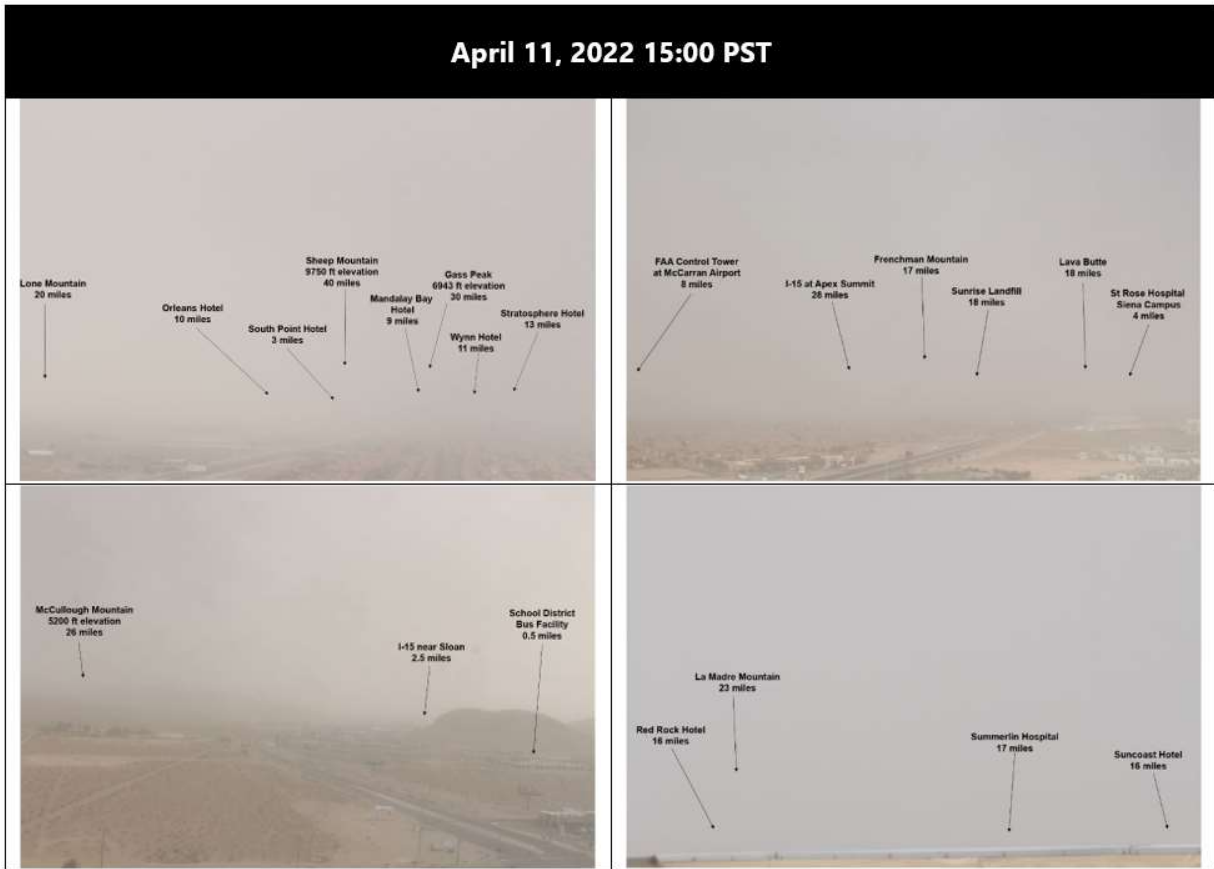 April 11, 2022 15:00 PST
Lone Mountain
20 miles
Orleans Hotel
10 miles
South Point Hotel
3 miles
Sheep Mountain
9750 ft elevation
40 miles
Mandalay Bay
Hotel
9 miles
Gass Peak
6943 ft elevation
30 miles
Wynn Hotel
11 miles
Stratosphere Hotel
13 miles
FAA Control Tower
at McCarran Airport
8 miles
I-15 at Apex Summit
28 miles
Frenchman Mountain
17 miles
Sunrise Landfill
18 miles
Lava Butte
18 miles
St Rose Hospital
Siena Campus
4 miles
McCullough Mountain
5200 ft elevation
26 miles
I-15 near Sloan
2.5 miles
School District
Bus Facility
0.5 miles
Red Rock Hotel
16 miles
La Madre Mountain
23 miles
Summerlin Hospital
17 miles
Suncoast Hotel
16 miles